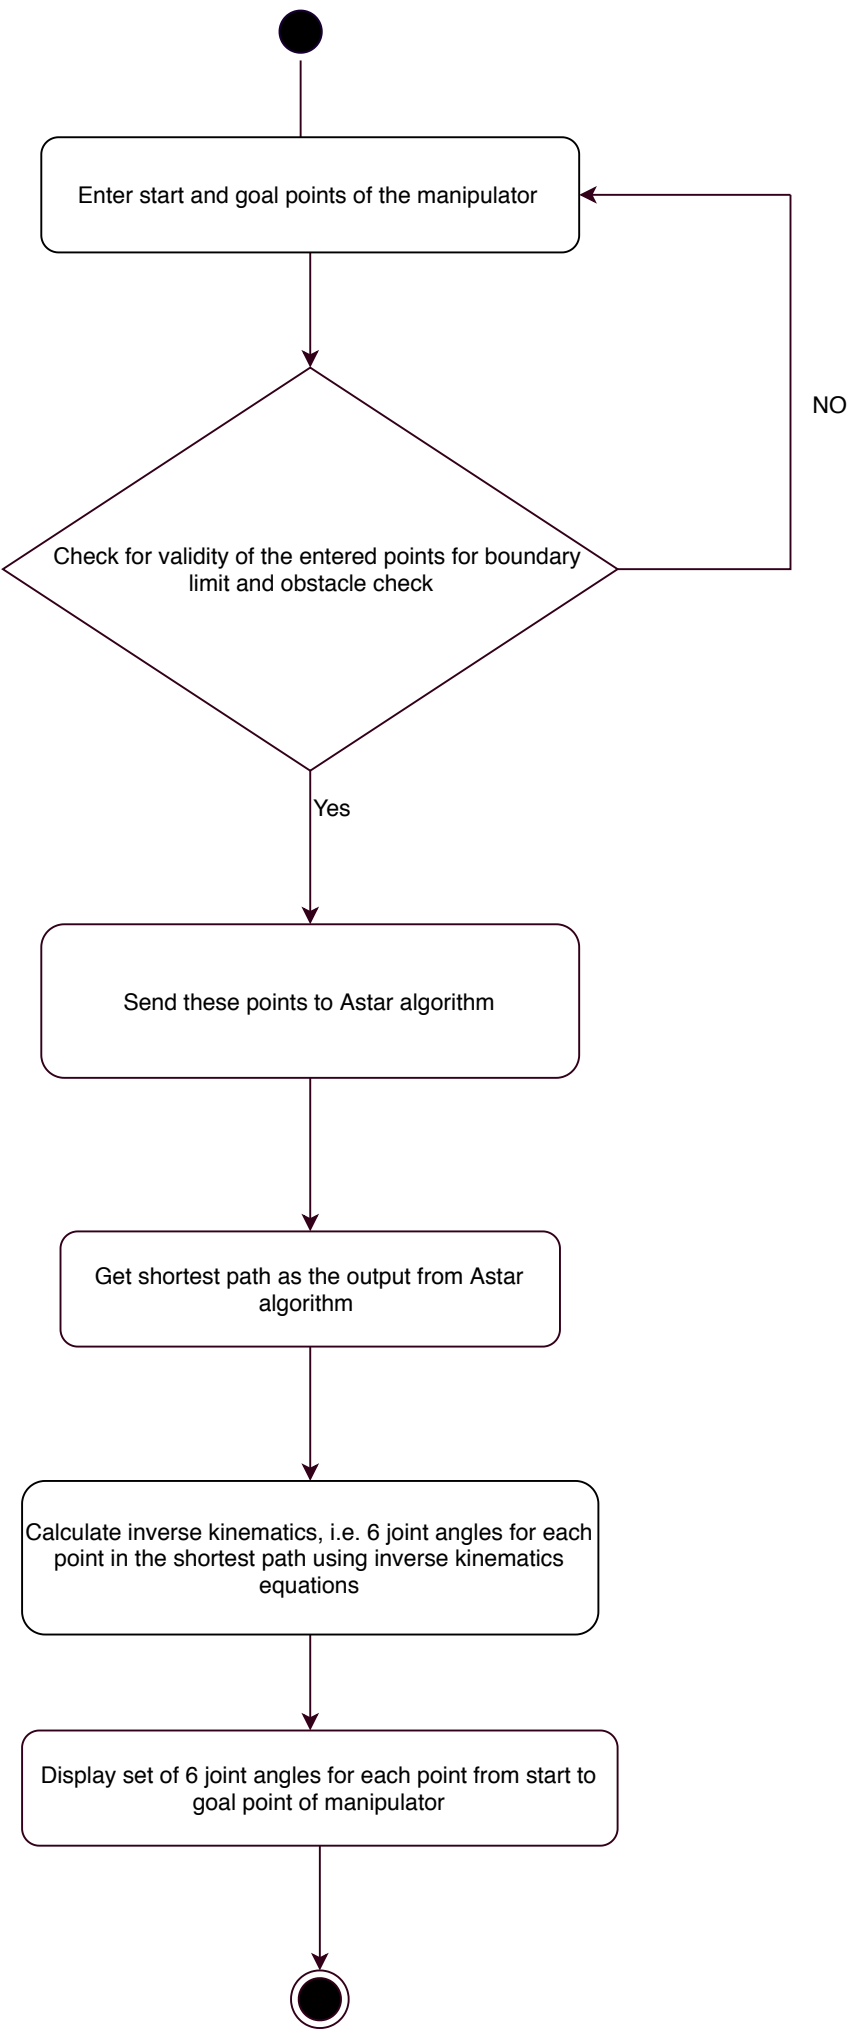 Enter start and goal points of the manipulator
NO
Check for validity of the entered points for boundary
limit and obstacle check
Yes
Send these points to Astar algorithm
Get shortest path as the output from Astar
algorithm
Calculate inverse kinematics, i.e. 6 joint angles for each
point in the shortest path using inverse kinematics
equations
Display set of 6 joint angles for each point from start to
goal point of manipulator